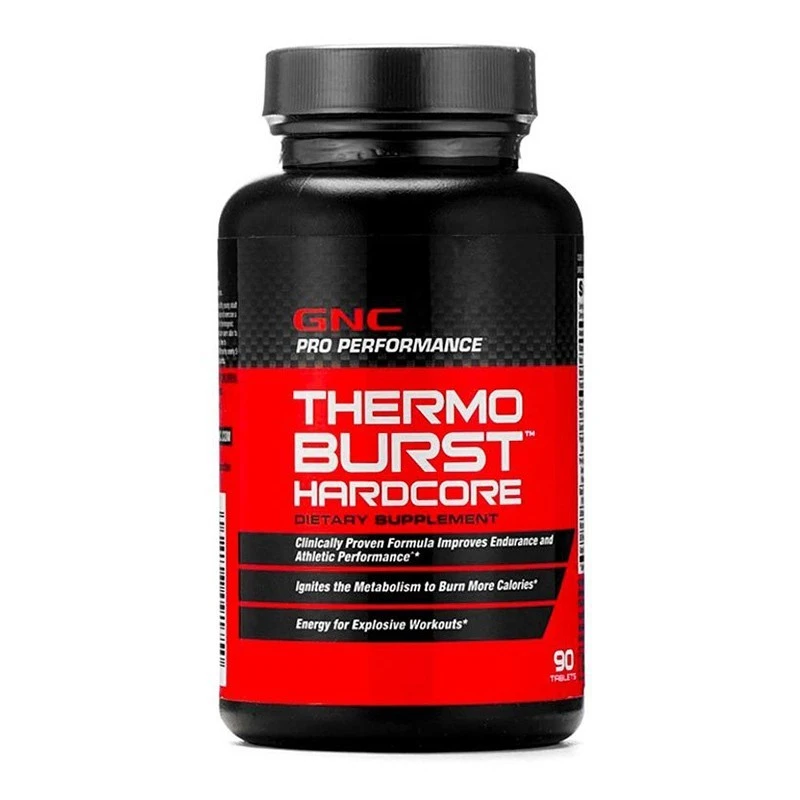 GNC
PRO PERFORMANCE
THERMO
BURST™
HARDCORE
DIETARY SUPPLEMENT
Clinically Proven Formula Improves Endurance and
Athletic Performance**
Ignites the Metabolism to Burn More Calories*
Energy for Explosive Workouts*
90
TABLETS